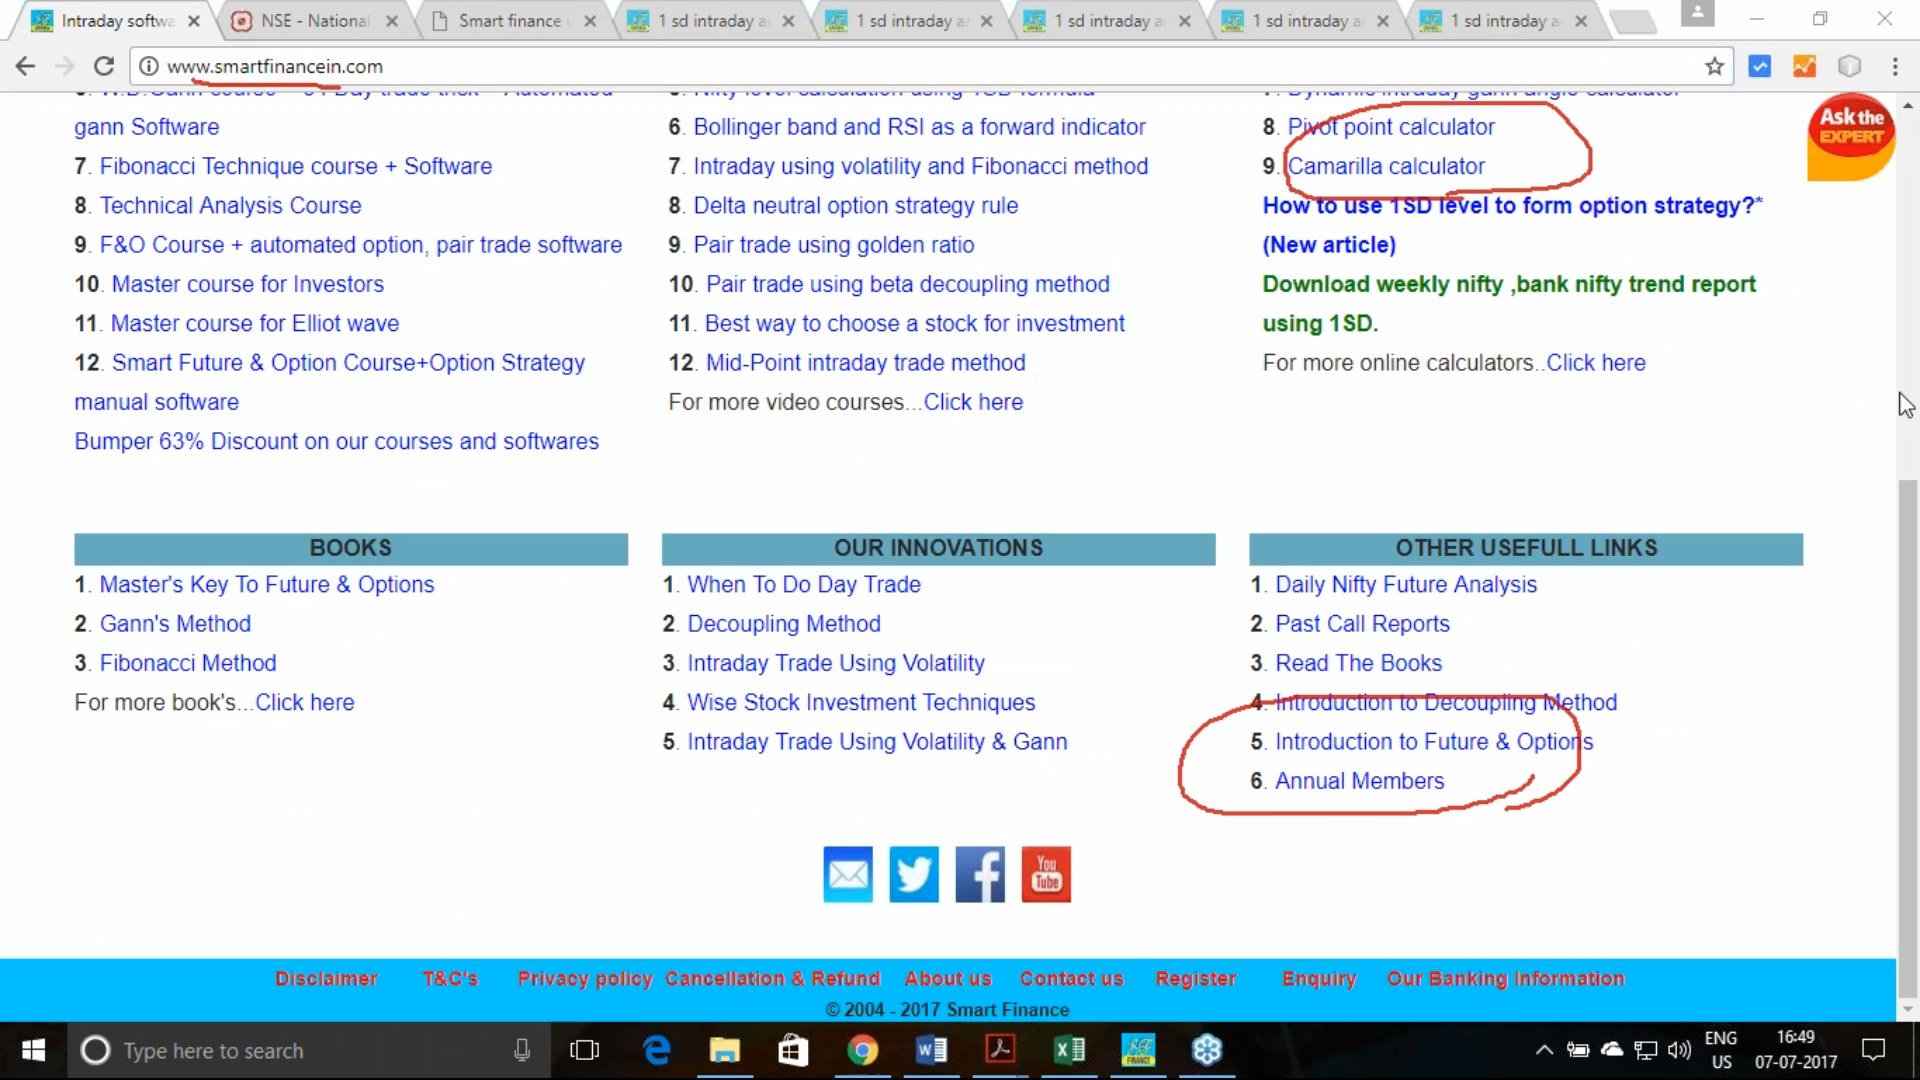 Intraday softwa
NSE - National
Smart finance
1 sd intraday a
1 sd intraday a
1 sd intraday a
1 sd intraday a
1 sd intraday a
www.smartfinancein.com
gann Software
7. Fibonacci Technique course + Software
8. Technical Analysis Course
9. F&O Course + automated option, pair trade software
10. Master course for Investors
11. Master course for Elliot wave
12. Smart Future & Option Course+Option Strategy
manual software
Bumper 63% Discount on our courses and softwares
6. Bollinger band and RSI as a forward indicator
7. Intraday using volatility and Fibonacci method
8. Delta neutral option strategy rule
9. Pair trade using golden ratio
10. Pair trade using beta decoupling method
11. Best way to choose a stock for investment
12. Mid-Point intraday trade method
For more video courses...Click here
8. Pivot point calculator
9. Camarilla calculator
How to use 1SD level to form option strategy?*
(New article)
Download weekly nifty ,bank nifty trend report
using 1SD.
For more online calculators..Click here
Ask the
EXPERT
BOOKS
1. Master's Key To Future & Options
2. Gann's Method
3. Fibonacci Method
For more book's...Click here
OUR INNOVATIONS
1. When To Do Day Trade
2. Decoupling Method
3. Intraday Trade Using Volatility
4. Wise Stock Investment Techniques
5. Intraday Trade Using Volatility & Gann
OTHER USEFULL LINKS
1. Daily Nifty Future Analysis
2. Past Call Reports
3. Read The Books
4. Introduction to Decoupling Method
5. Introduction to Future & Options
6. Annual Members
You
Tube
Disclaimer T&C's Privacy policy Cancellation & Refund About us Contact us Register Enquiry Our Banking Information
© 2004 - 2017 Smart Finance
Type here to search
ENG
US
16:49
07-07-2017